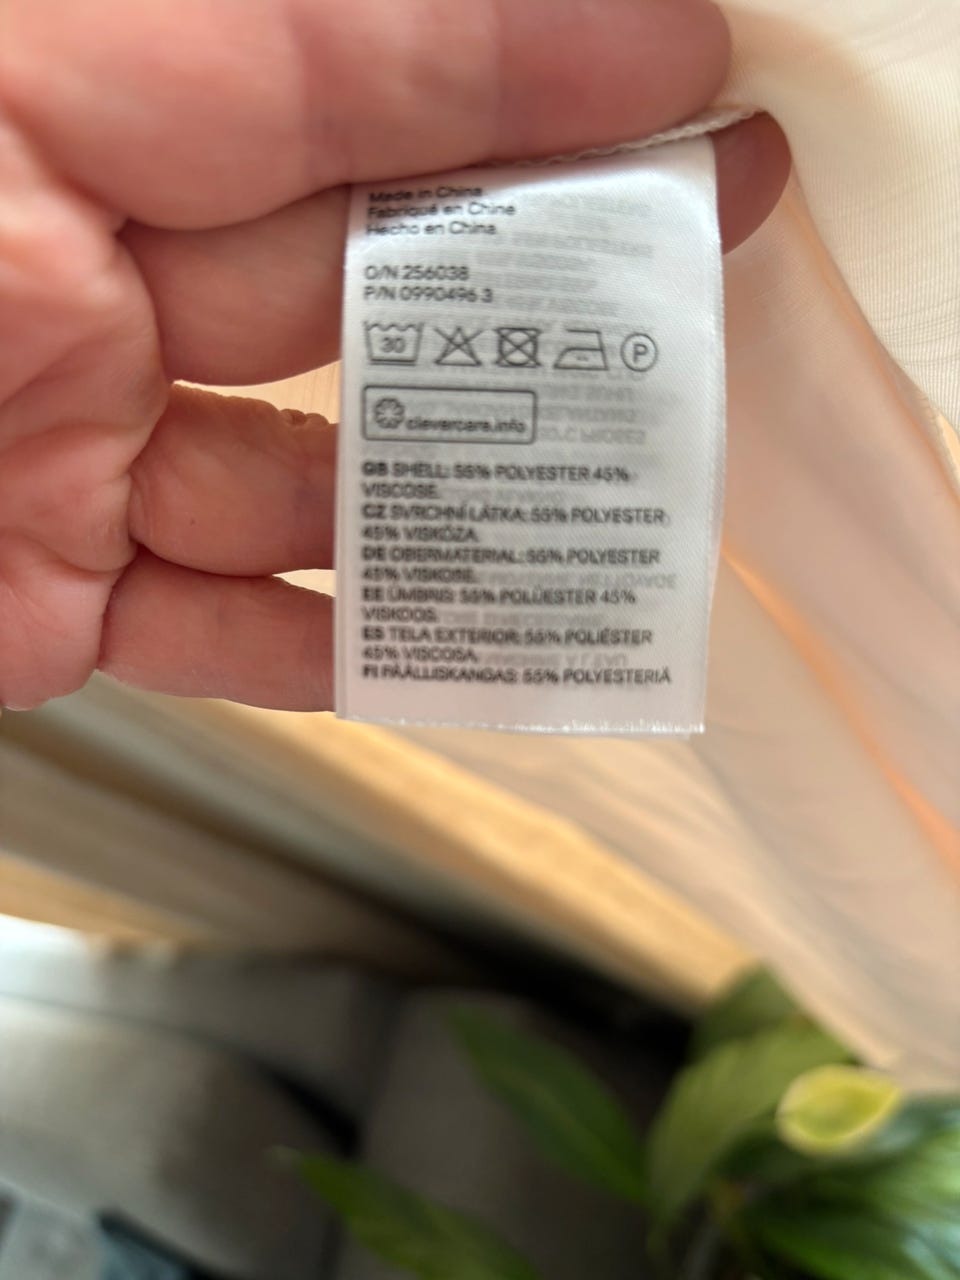 Made in China
Fabriqué en Chine
Hecho en China
O/N 256038
P/N 0990496 3
30
P
clevercare.info
GB SHELL: 55% POLYESTER 45%
VISCOSE.
CZ SVRCHNÍ LÁTKA: 55% POLYESTER
45% VISKÓZA.
DE OBERMATERIAL: 55% POLYESTER
45% VISKOSE.
EE ÜMBRIS: 55% POLÜESTER 45%
VISKOOS.
ES TELA EXTERIOR: 55% POLIÉSTER
45% VISCOSA.
FI PÄÄLLISKANGAS: 55% POLYESTERIÄ